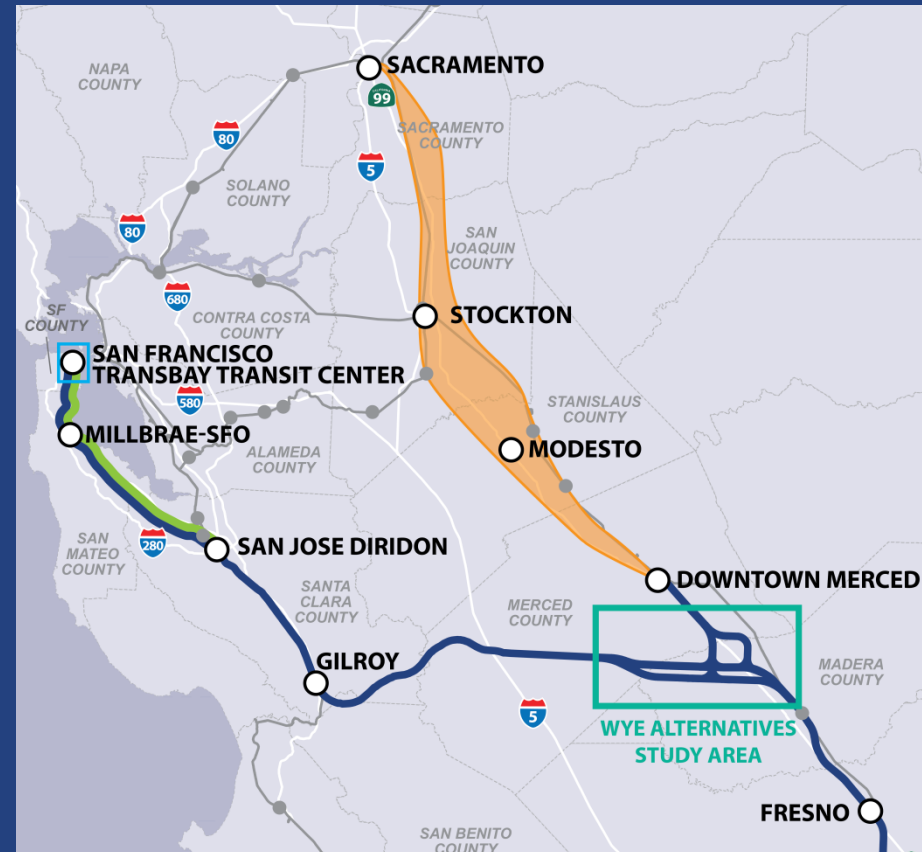 SACRAMENTO
NAPA
COUNTY
CALIFORNIA
99
80
SACRAMENTO
COUNTY
5
SOLANO
COUNTY
80
SAN
JOAQUIN
COUNTY
680
SF
COUNTY
CONTRA COSTA
COUNTY
STOCKTON
SAN FRANCISCO
TRANSBAY TRANSIT CENTER
580
STANISLAUS
COUNTY
MILLBRAE-SFO
ALAMEDA
COUNTY
MODESTO
280
SAN
MATEO
COUNTY
SAN JOSE DIRIDON
SANTA
CLARA
COUNTY
DOWNTOWN MERCED
MERCED
COUNTY
GILROY
MADERA
COUNTY
5
WYE ALTERNATIVES
STUDY AREA
FRESNO
SAN BENITO
COUNTY